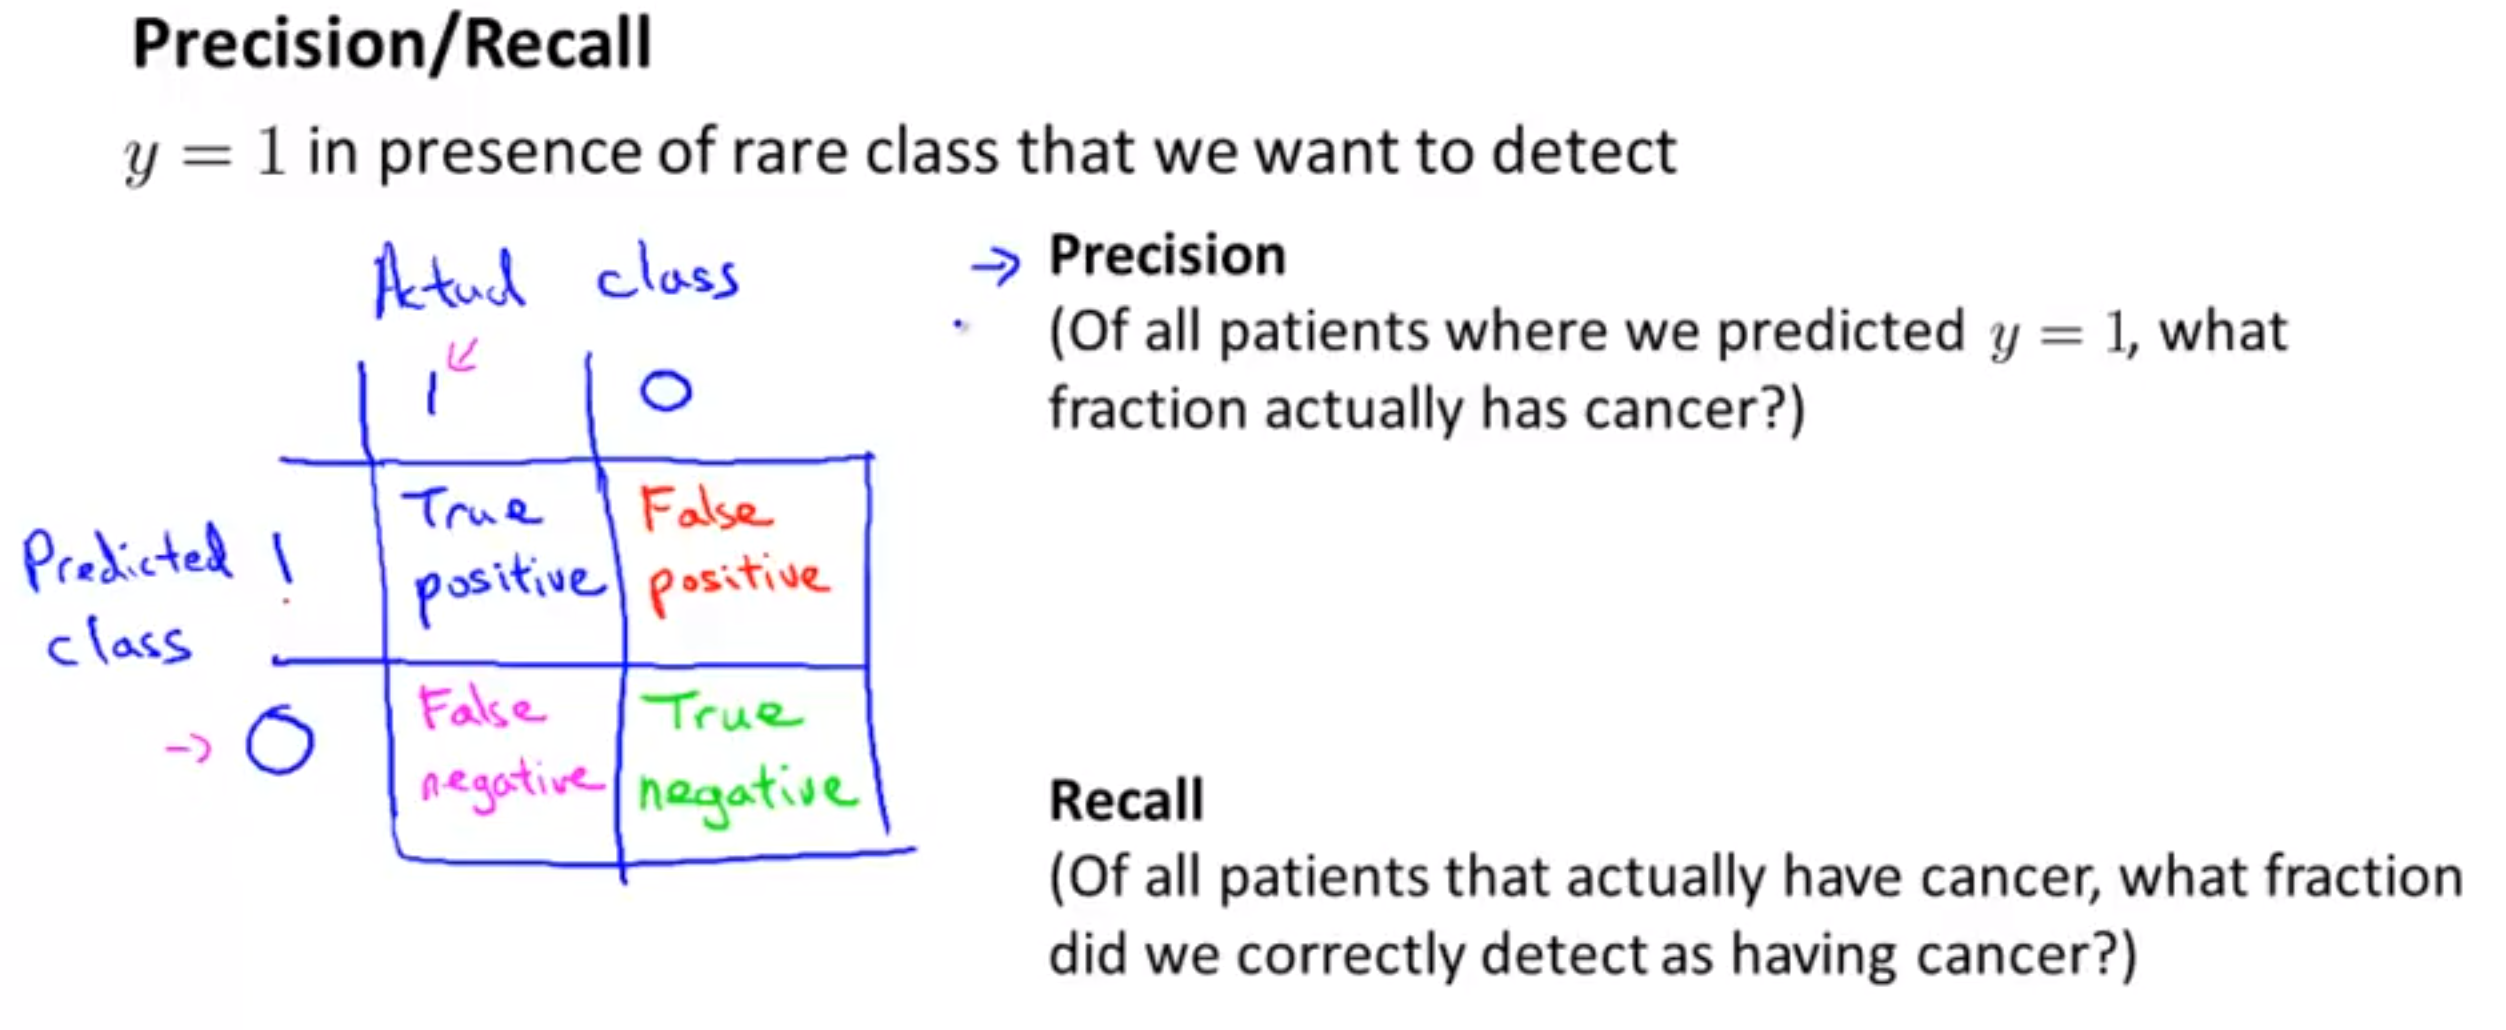 Precision/Recall
y = 1 in presence of rare class that we want to detect
Actual class
1 0
Predicted 1
class
True
positive
False
positive
0
False
negative
True
negative
→ Precision
(Of all patients where we predicted y = 1, what
fraction actually has cancer?)
Recall
(Of all patients that actually have cancer, what fraction
did we correctly detect as having cancer?)